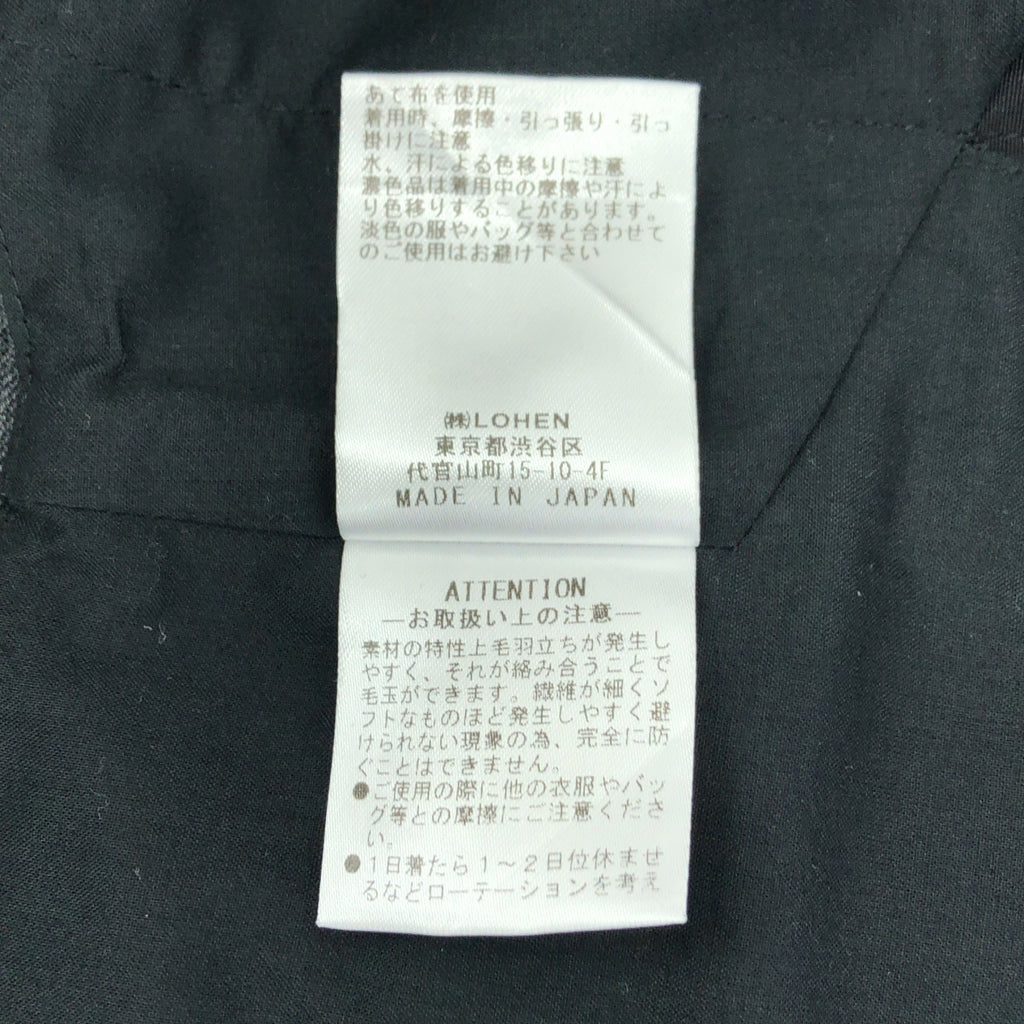 あて布を使用
着用時、摩擦・引っ張り・引っ
掛けに注意
水、汗による色移りに注意
濃色品は着用中の摩擦や汗によ
り色移りすることがあります。
淡色の服やバッグ等と合わせて
のご使用はお避け下さい
㈱LOHEN
東京都渋谷区
代官山町15-10-4F
MADE IN JAPAN
ATTENTION
―お取扱い上の注意―
素材の特性上毛羽立ちが発生し
やすく、それが絡み合うことで
毛玉ができます。繊維が細くソ
フトなものほど発生しやすく避
けられない現象の為、完全に防
ぐことはできません。
●ご使用の際に他の衣服やバッ
グ等との摩擦にご注意くださ
い。
●1日着たら1～2日位休ませ
るなどローテーションを考え